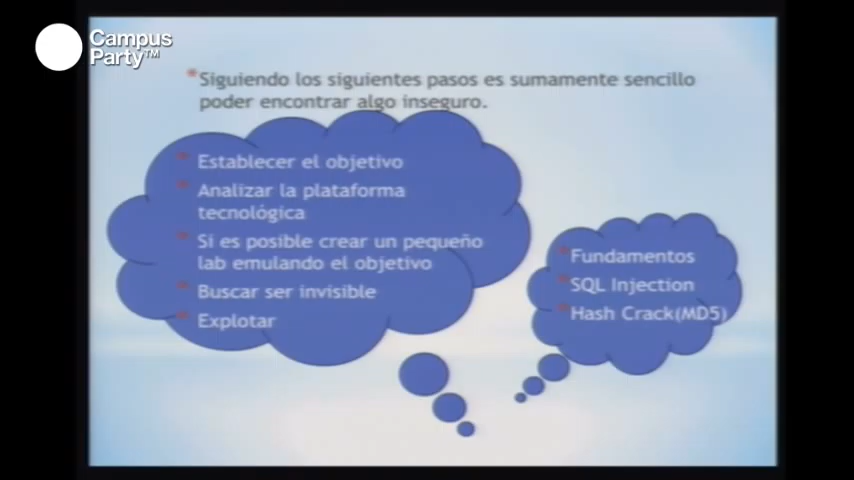 Campus
Party™
*Siguiendo los siguientes pasos es sumamente sencillo
poder encontrar algo inseguro.
* Establecer el objetivo
* Analizar la plataforma
tecnológica
* Si es posible crear un pequeño
lab emulando el objetivo
* Buscar ser invisible
* Explotar
* Fundamentos
* SQL Injection
* Hash Crack(MD5)